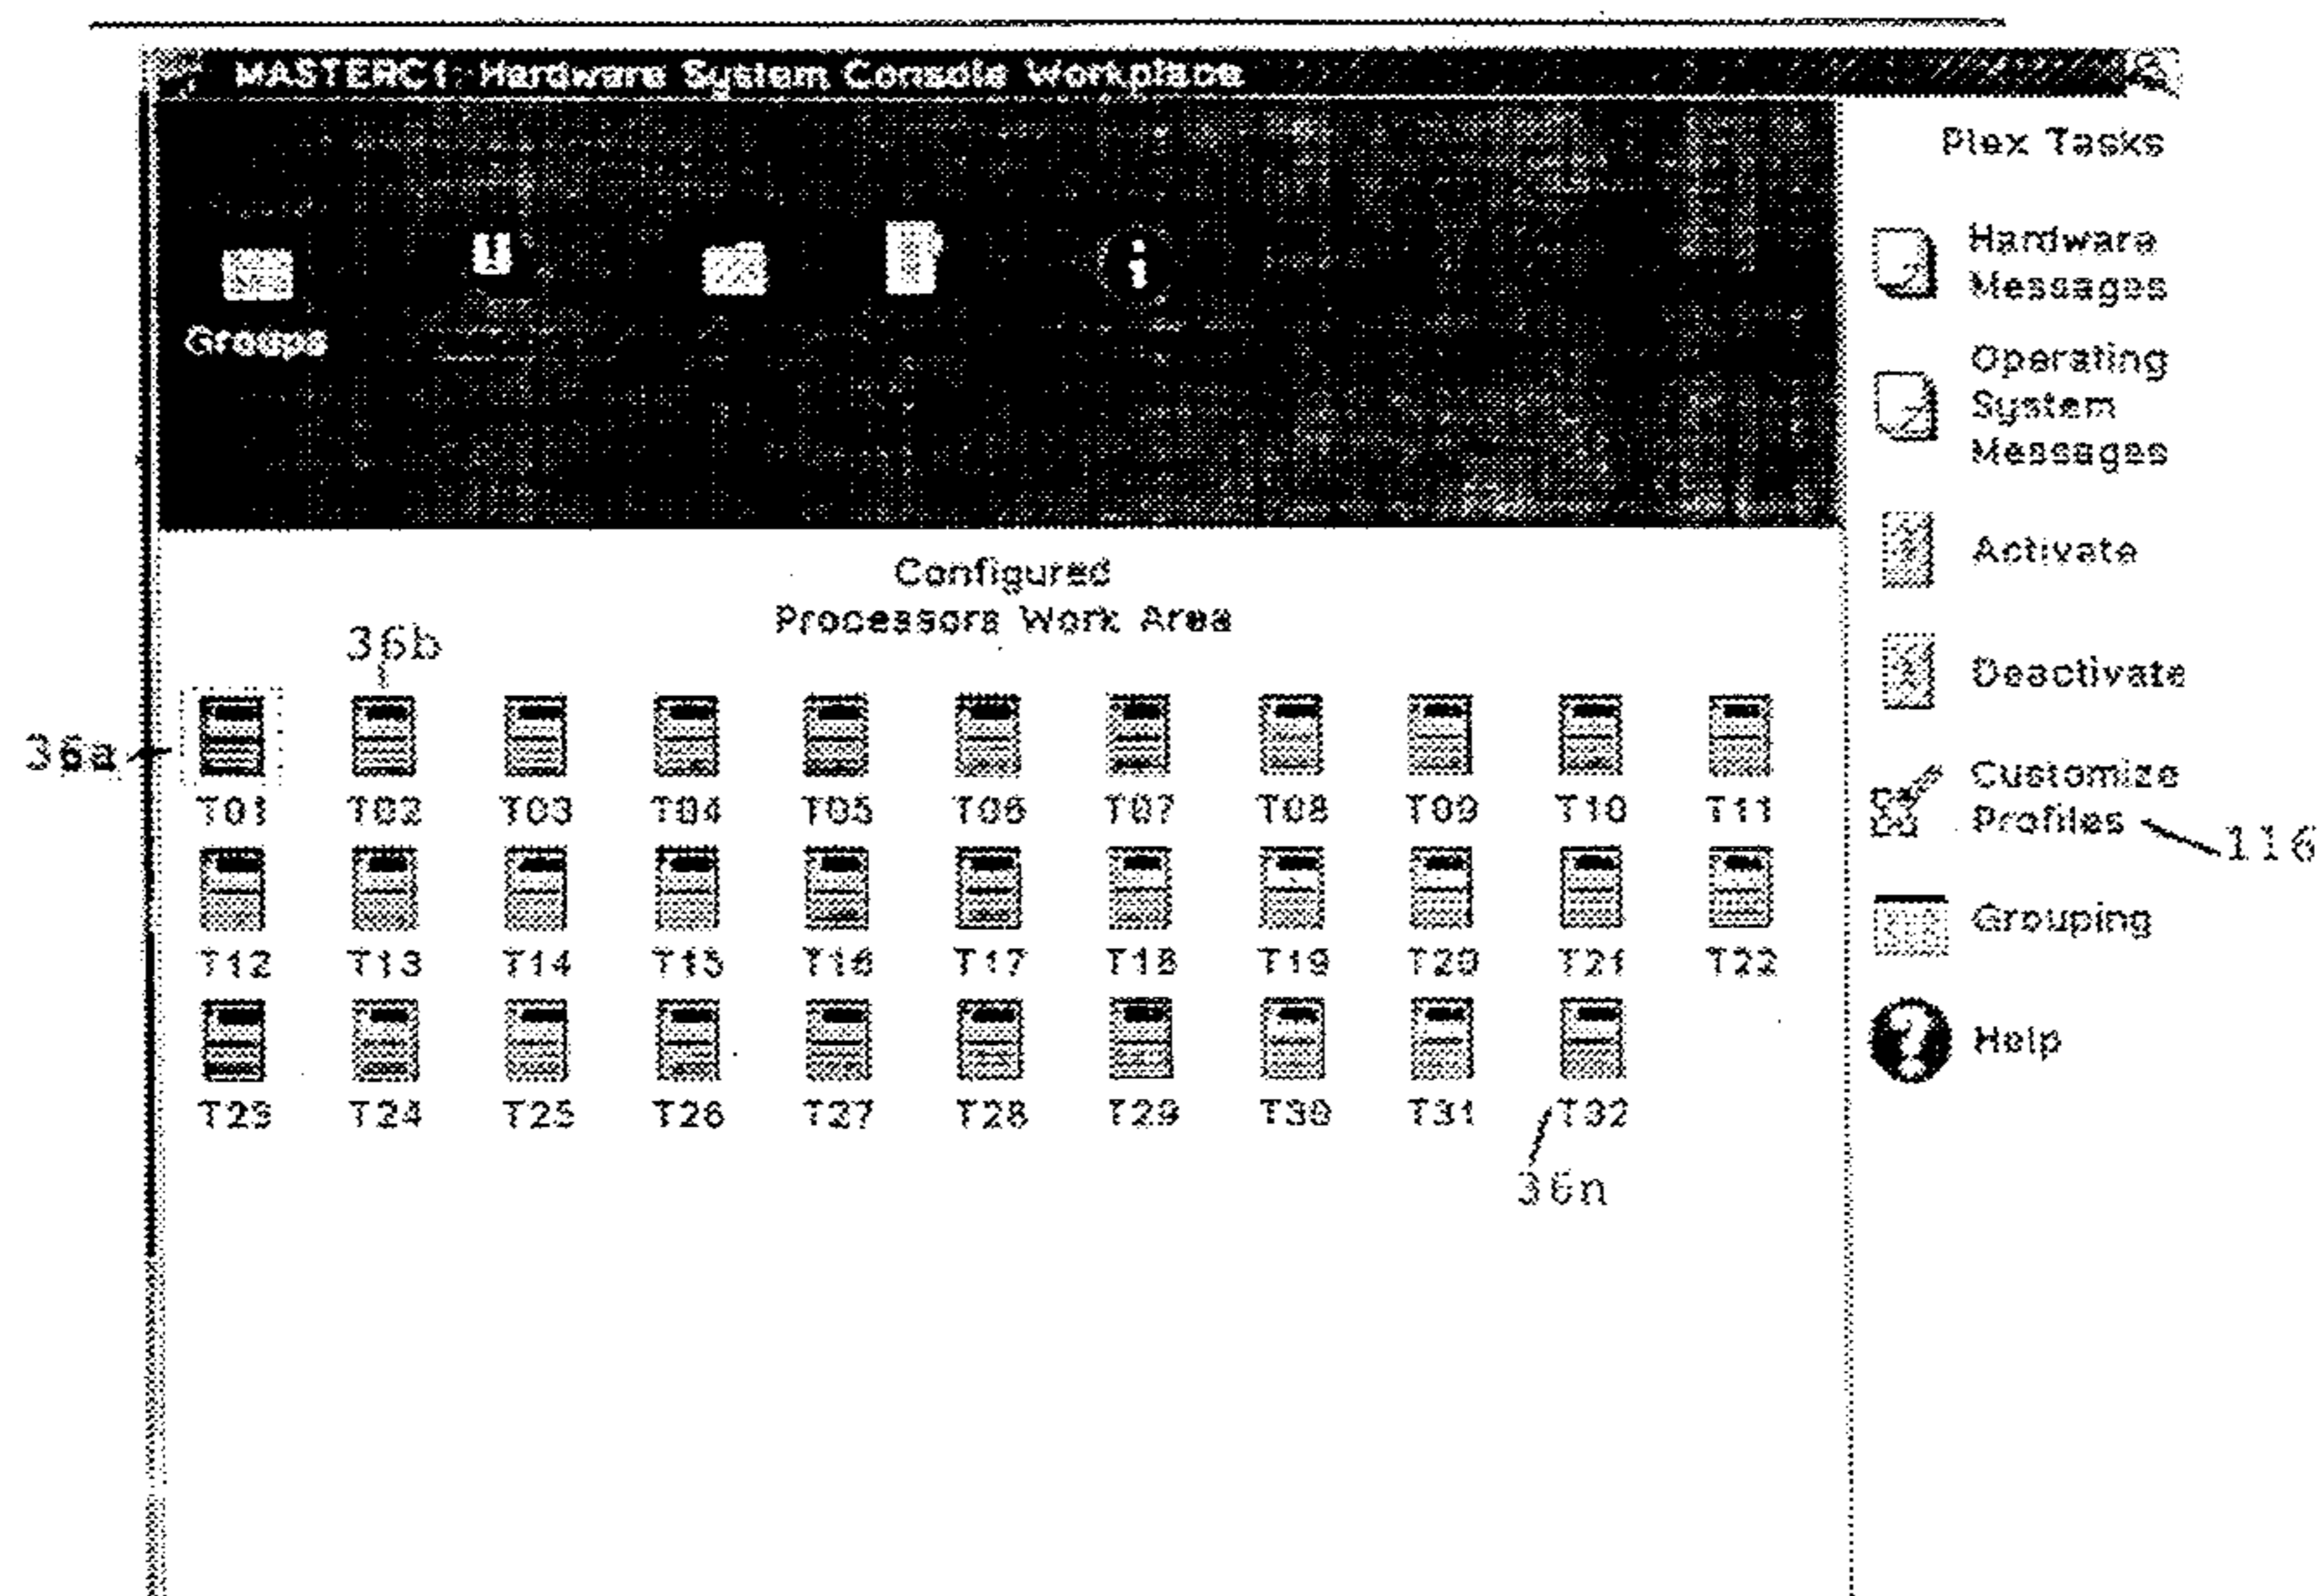 MASTERC1: Hardware System Console Workplace
Groups
Plex Tasks
Hardware
Messages
Operating
System
Messages
Activate
Deactivate
Customize
Profiles
116
Grouping
Help
Configured
Processors Work Area
36b
36a
T01 T02 T03 T04 T05 T06 T07 T08 T09 T10 T11
T12 T13 T14 T15 T16 T17 T18 T19 T20 T21 T22
T23 T24 T25 T26 T27 T28 T29 T30 T31 T32
36n